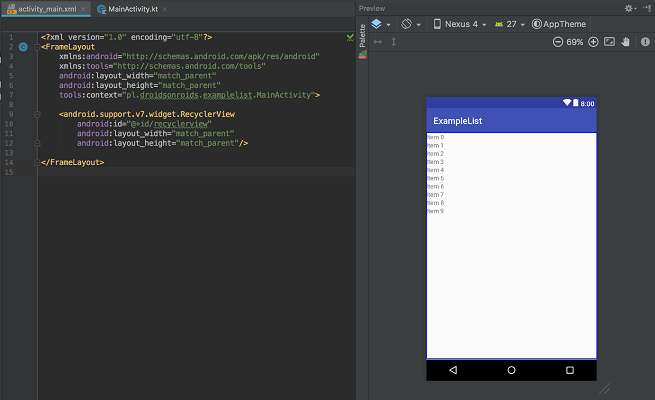 activity_main.xml
MainActivity.kt
Preview
Palette
Nexus 4
27
AppTheme
69%
1 <?xml version="1.0" encoding="utf-8"?>
2 <FrameLayout
3 xmlns:android="http://schemas.android.com/apk/res/android"
4 xmlns:tools="http://schemas.android.com/tools"
5 android:layout_width="match_parent"
6 android:layout_height="match_parent"
7 tools:context="pl.droidsonroids.examplelist.MainActivity">
8
9 <android.support.v7.widget.RecyclerView
10 android:id="@+id/recyclerview"
11 android:layout_width="match_parent"
12 android:layout_height="match_parent"/>
13
14 </FrameLayout>
15
8:00
ExampleList
Item 0
Item 1
Item 2
Item 3
Item 4
Item 5
Item 6
Item 7
Item 8
Item 9